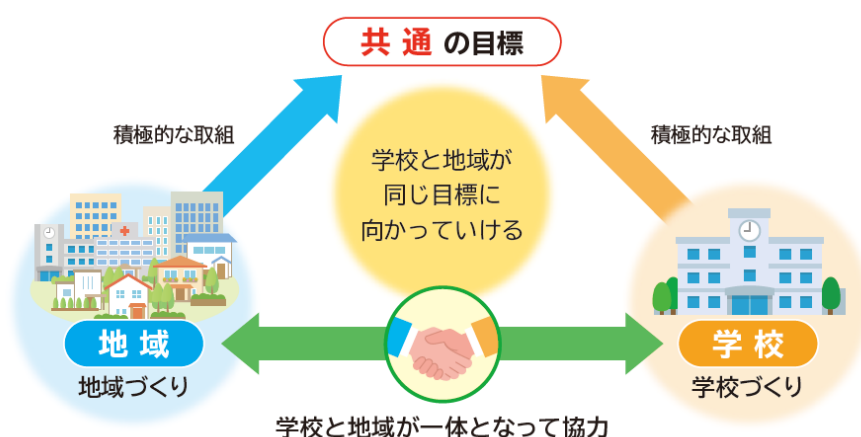 共通の目標
積極的な取組
積極的な取組
学校と地域が
同じ目標に
向かっていける
地域
学校
地域づくり
学校づくり
学校と地域が一体となって協力